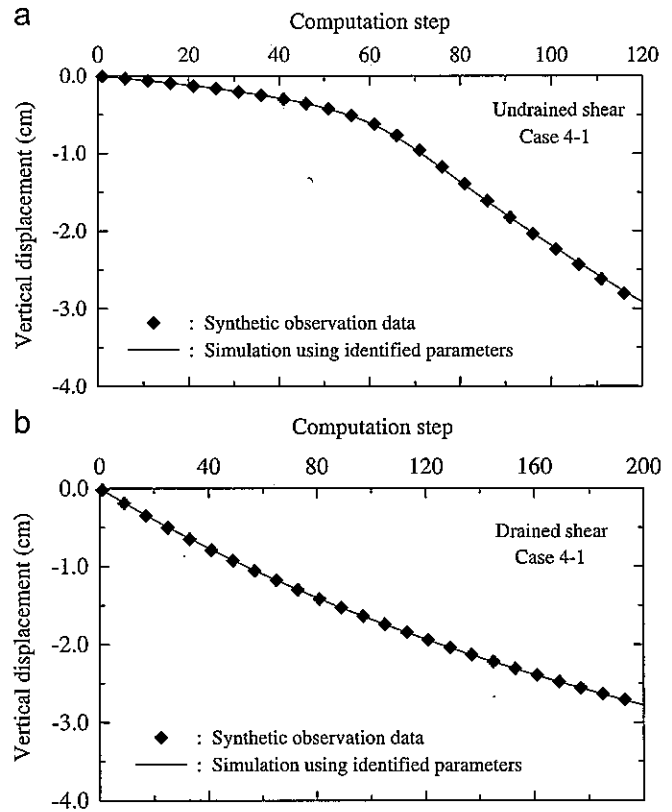 a
Computation step
0 20 40 60 80 100 120
0.0
-1.0
-2.0
-3.0
-4.0
Vertical displacement (cm)
Undrained shear
Case 4-1
◆ : Synthetic observation data
— : Simulation using identified parameters
b
Computation step
0 40 80 120 160 200
0.0
-1.0
-2.0
-3.0
-4.0
Vertical displacement (cm)
Drained shear
Case 4-1
◆ : Synthetic observation data
— : Simulation using identified parameters